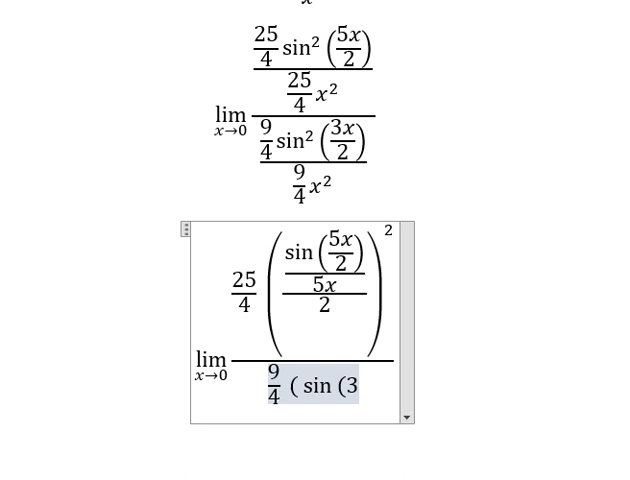 x
lim x→0 (25/4 sin² (5x/2) / 25/4 x²) / (9/4 sin² (3x/2) / 9/4 x²)
lim x→0 25/4 (sin (5x/2) / 5x/2)² / 9/4 ( sin (3